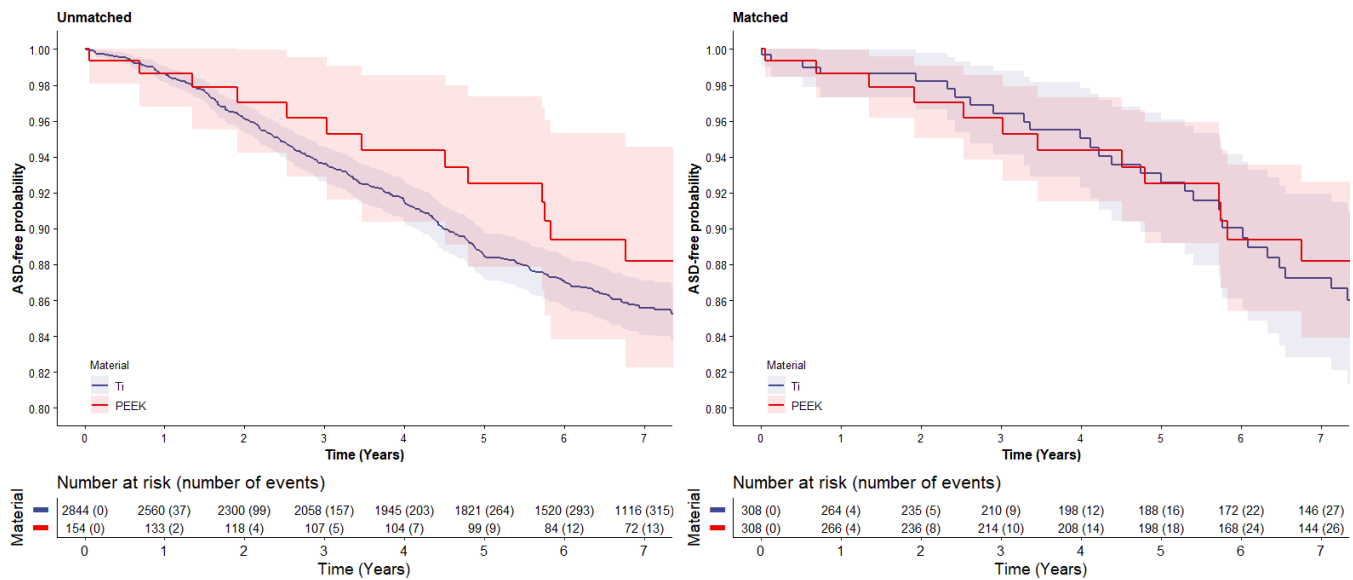 Unmatched
1.00
0.98
0.96
0.94
0.92
0.90
0.88
0.86
0.84
0.82
0.80
ASD-free probability
Material
Ti
PEEK
0 1 2 3 4 5 6 7
Time (Years)
Number at risk (number of events)
Material
2844 (0) 2560 (37) 2300 (99) 2058 (157) 1945 (203) 1821 (264) 1520 (293) 1116 (315)
154 (0) 133 (2) 118 (4) 107 (5) 104 (7) 99 (9) 84 (12) 72 (13)
0 1 2 3 4 5 6 7
Time (Years)
Matched
1.00
0.98
0.96
0.94
0.92
0.90
0.88
0.86
0.84
0.82
0.80
ASD-free probability
Material
Ti
PEEK
0 1 2 3 4 5 6 7
Time (Years)
Number at risk (number of events)
Material
308 (0) 264 (4) 235 (5) 210 (9) 198 (12) 188 (16) 172 (22) 146 (27)
308 (0) 266 (4) 236 (8) 214 (10) 208 (14) 198 (18) 168 (24) 144 (26)
0 1 2 3 4 5 6 7
Time (Years)